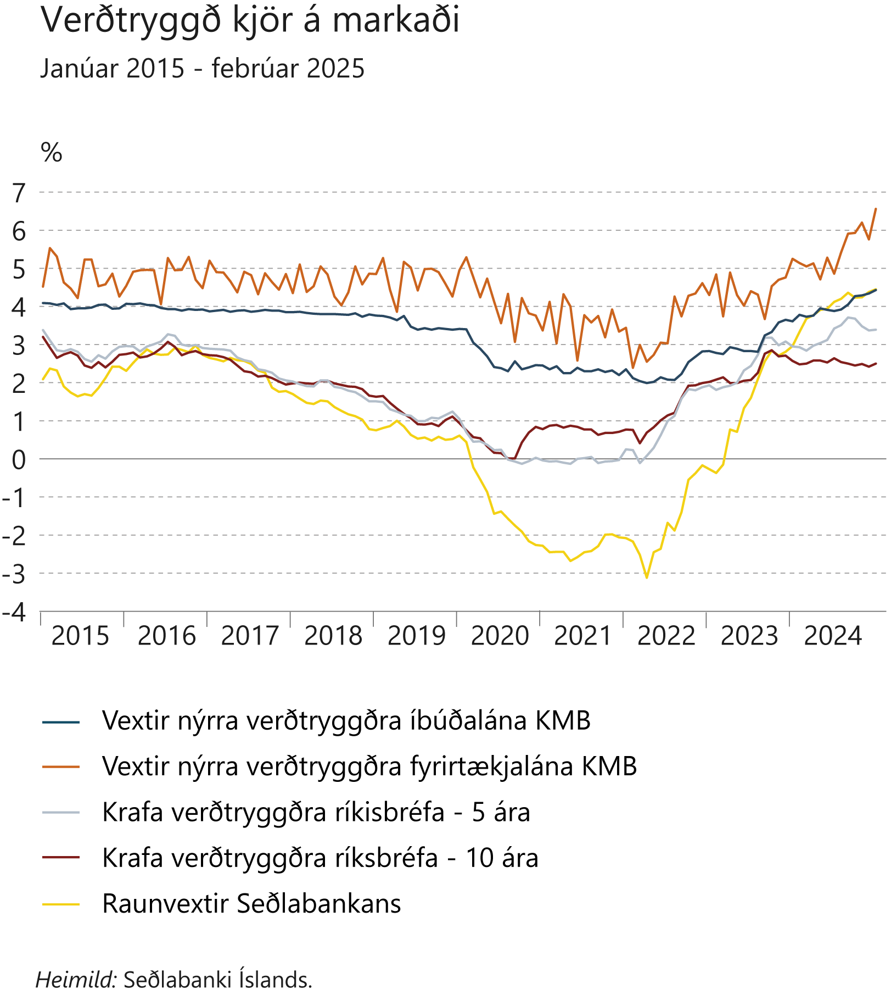 Verðtryggð kjör á markaði
Janúar 2015 - febrúar 2025
%
7
6
5
4
3
2
1
0
-1
-2
-3
-4
2015 2016 2017 2018 2019 2020 2021 2022 2023 2024
Vextir nýrra verðtryggðra íbúðalána KMB
Vextir nýrra verðtryggðra fyrirtækjalána KMB
Krafa verðtryggðra ríkisbréfa - 5 ára
Krafa verðtryggðra ríksbréfa - 10 ára
Raunvextir Seðlabankans
Heimild: Seðlabanki Íslands.